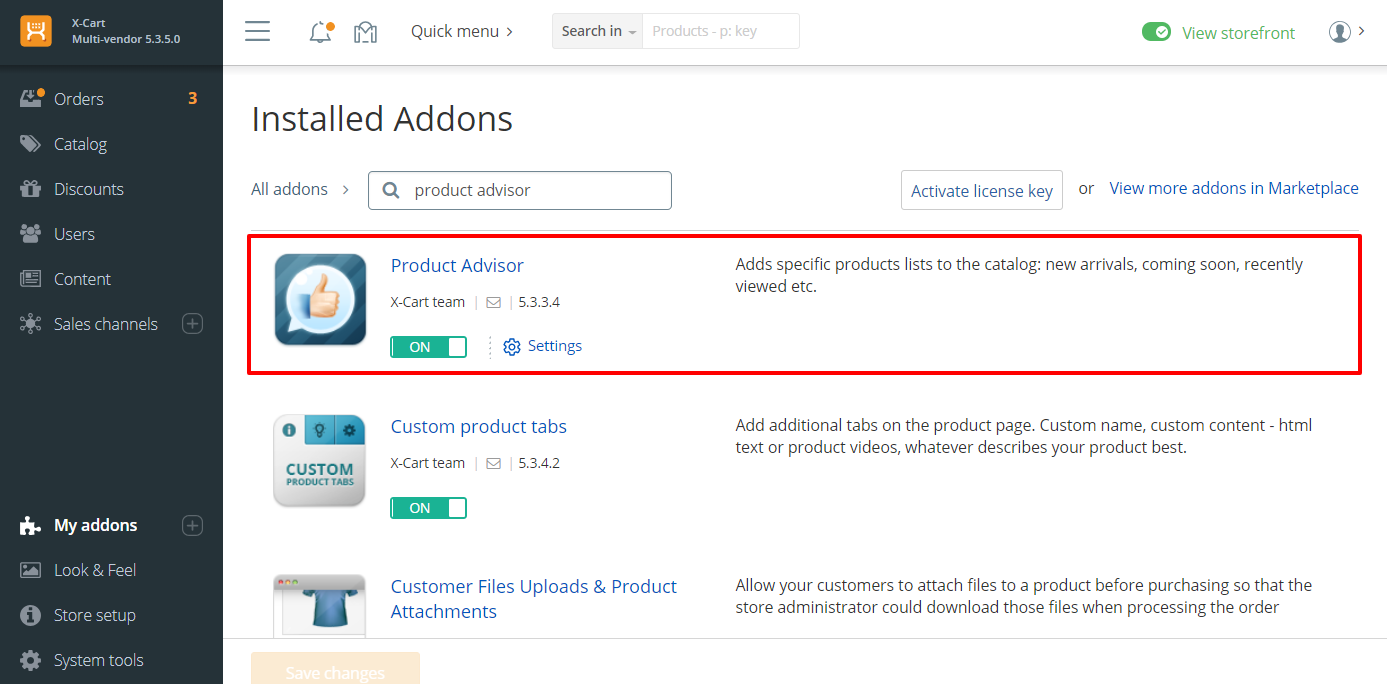 X-Cart
Multi-vendor 5.3.5.0
Quick menu
Search in
Products - p: key
View storefront
Orders
3
Catalog
Discounts
Users
Content
Sales channels
My addons
Look & Feel
Store setup
System tools
Installed Addons
All addons
product advisor
Activate license key
or
View more addons in Marketplace
Product Advisor
X-Cart team
5.3.3.4
ON
Settings
Adds specific products lists to the catalog: new arrivals, coming soon, recently
viewed etc.
CUSTOM
PRODUCT TABS
Custom product tabs
X-Cart team
5.3.4.2
ON
Add additional tabs on the product page. Custom name, custom content - html
text or product videos, whatever describes your product best.
Customer Files Uploads & Product
Attachments
Allow your customers to attach files to a product before purchasing so that the
store administrator could download those files when processing the order
Save changes